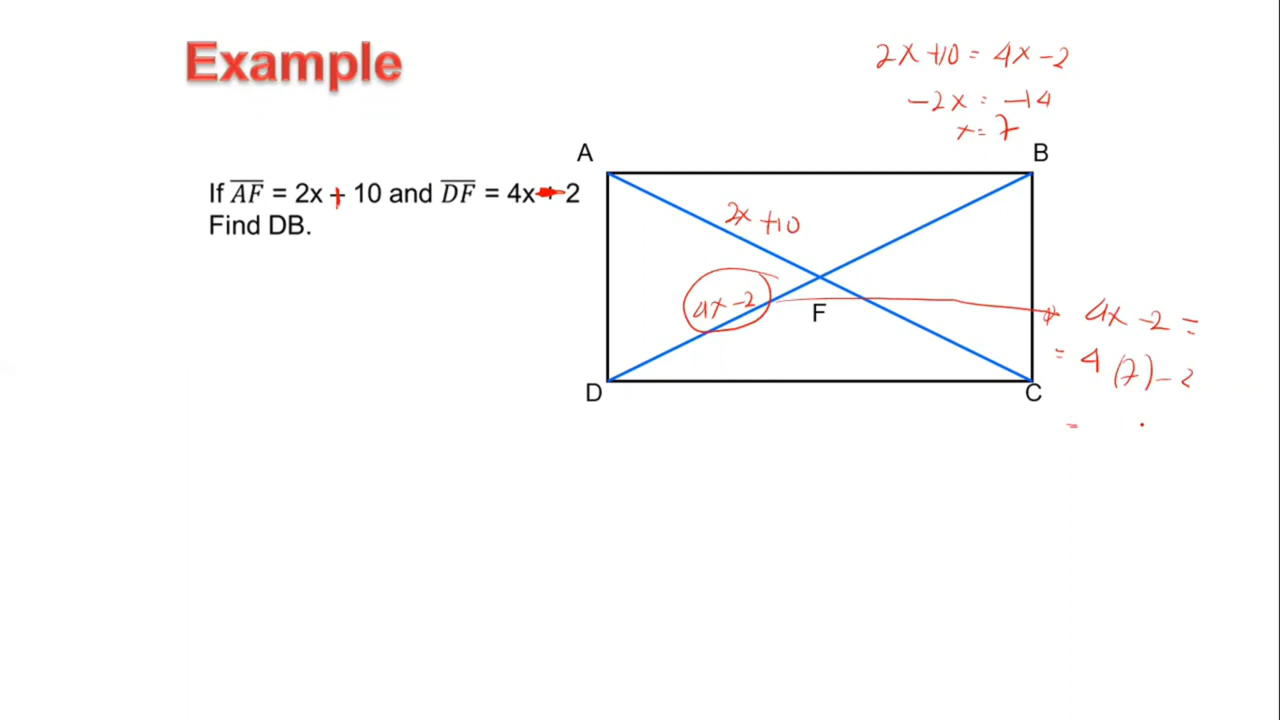 Example
2x+10 = 4x-2
-2x = -14
x = 7
A
B
If AF = 2x + 10 and DF = 4x - 2
Find DB.
2x+10
4x-2
F
4x-2 =
= 4(7)-2
=
D
C